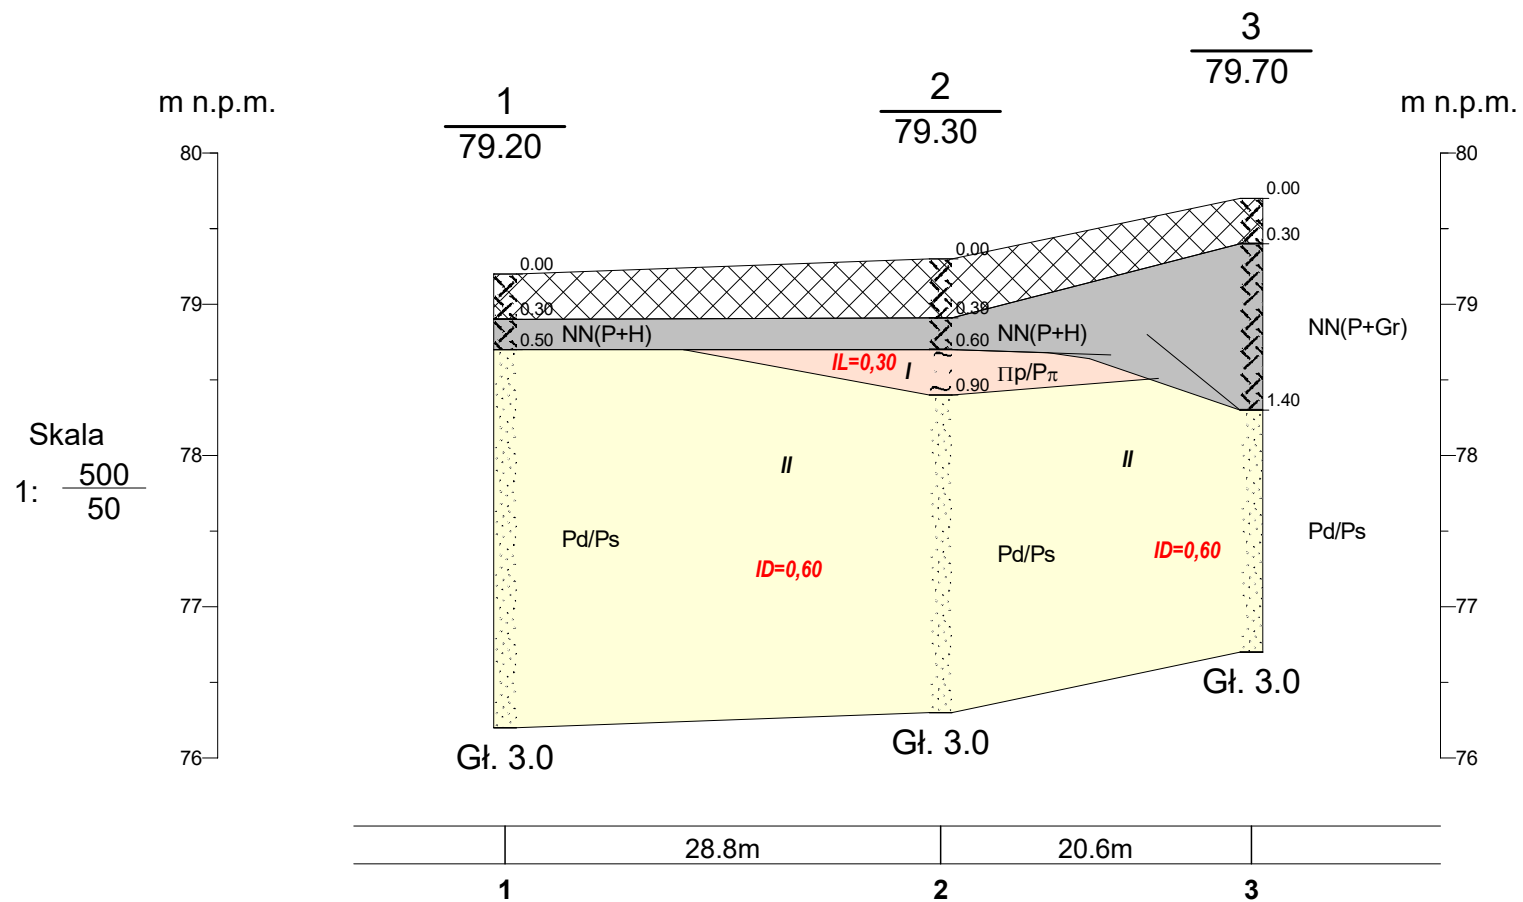 3
79.70
2
79.30
1
79.20
m n.p.m.
m n.p.m.
80
80
79
79
78
78
77
77
76
76
Skala
1: 500
50
0.00
0.30
0.50
NN(P+H)
0.00
0.39
0.60
NN(P+H)
0.90
0.00
0.30
NN(P+Gr)
1.40
IL=0,30
I
Πp/Pπ
II
II
Pd/Ps
ID=0,60
Pd/Ps
ID=0,60
Pd/Ps
Gł. 3.0
Gł. 3.0
Gł. 3.0
28.8m
20.6m
1
2
3